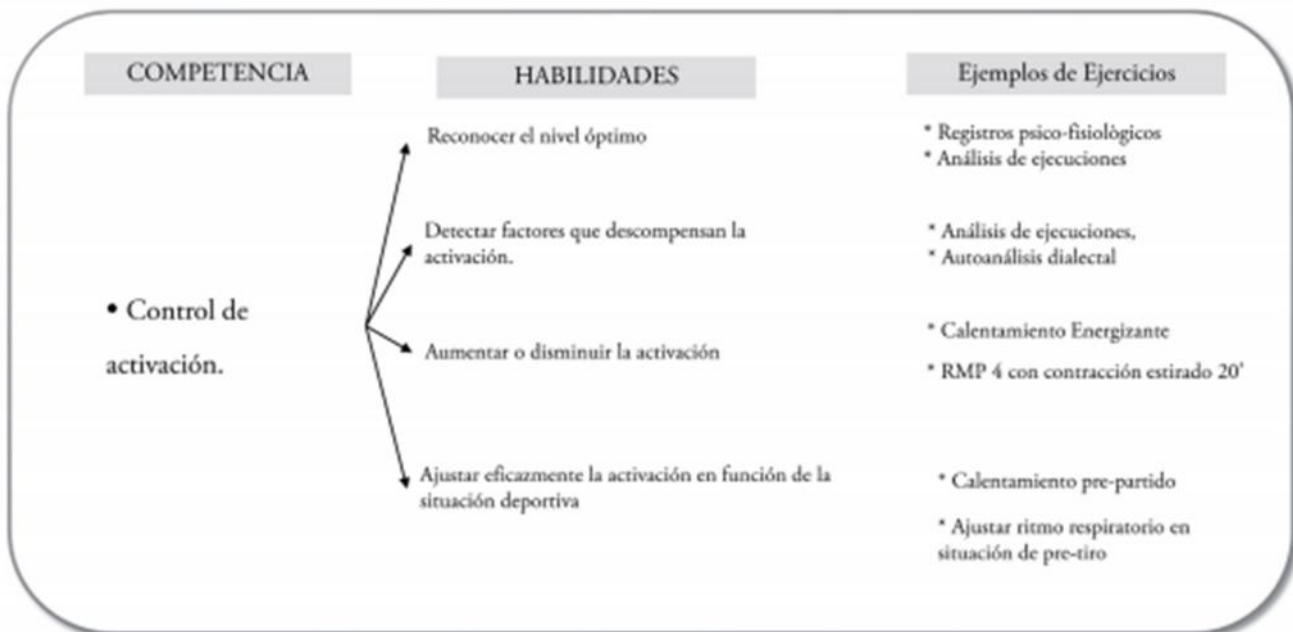 COMPETENCIA
HABILIDADES
Ejemplos de Ejercicios
• Control de
activación.
Reconocer el nivel óptimo
* Registros psico-fisiològicos
* Análisis de ejecuciones
Detectar factores que descompensan la
activación.
* Análisis de ejecuciones,
* Autoanálisis dialectal
Aumentar o disminuir la activación
* Calentamiento Energizante
* RMP 4 con contracción estirado 20'
Ajustar eficazmente la activación en función de la
situación deportiva
* Calentamiento pre-partido
* Ajustar ritmo respiratorio en
situación de pre-tiro